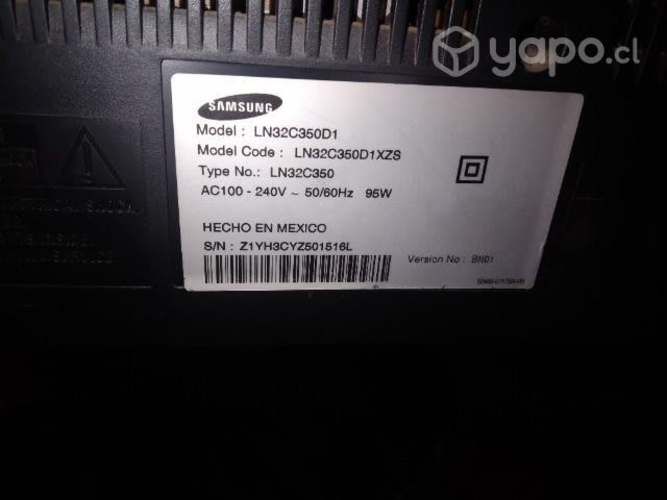 yapo.cl
SAMSUNG
Model : LN32C350D1
Model Code : LN32C350D1XZS
Type No.: LN32C350
AC100 - 240V ~ 50/60Hz 95W
HECHO EN MEXICO
S/N : Z1YH3CYZ501516L
Version No : BN01